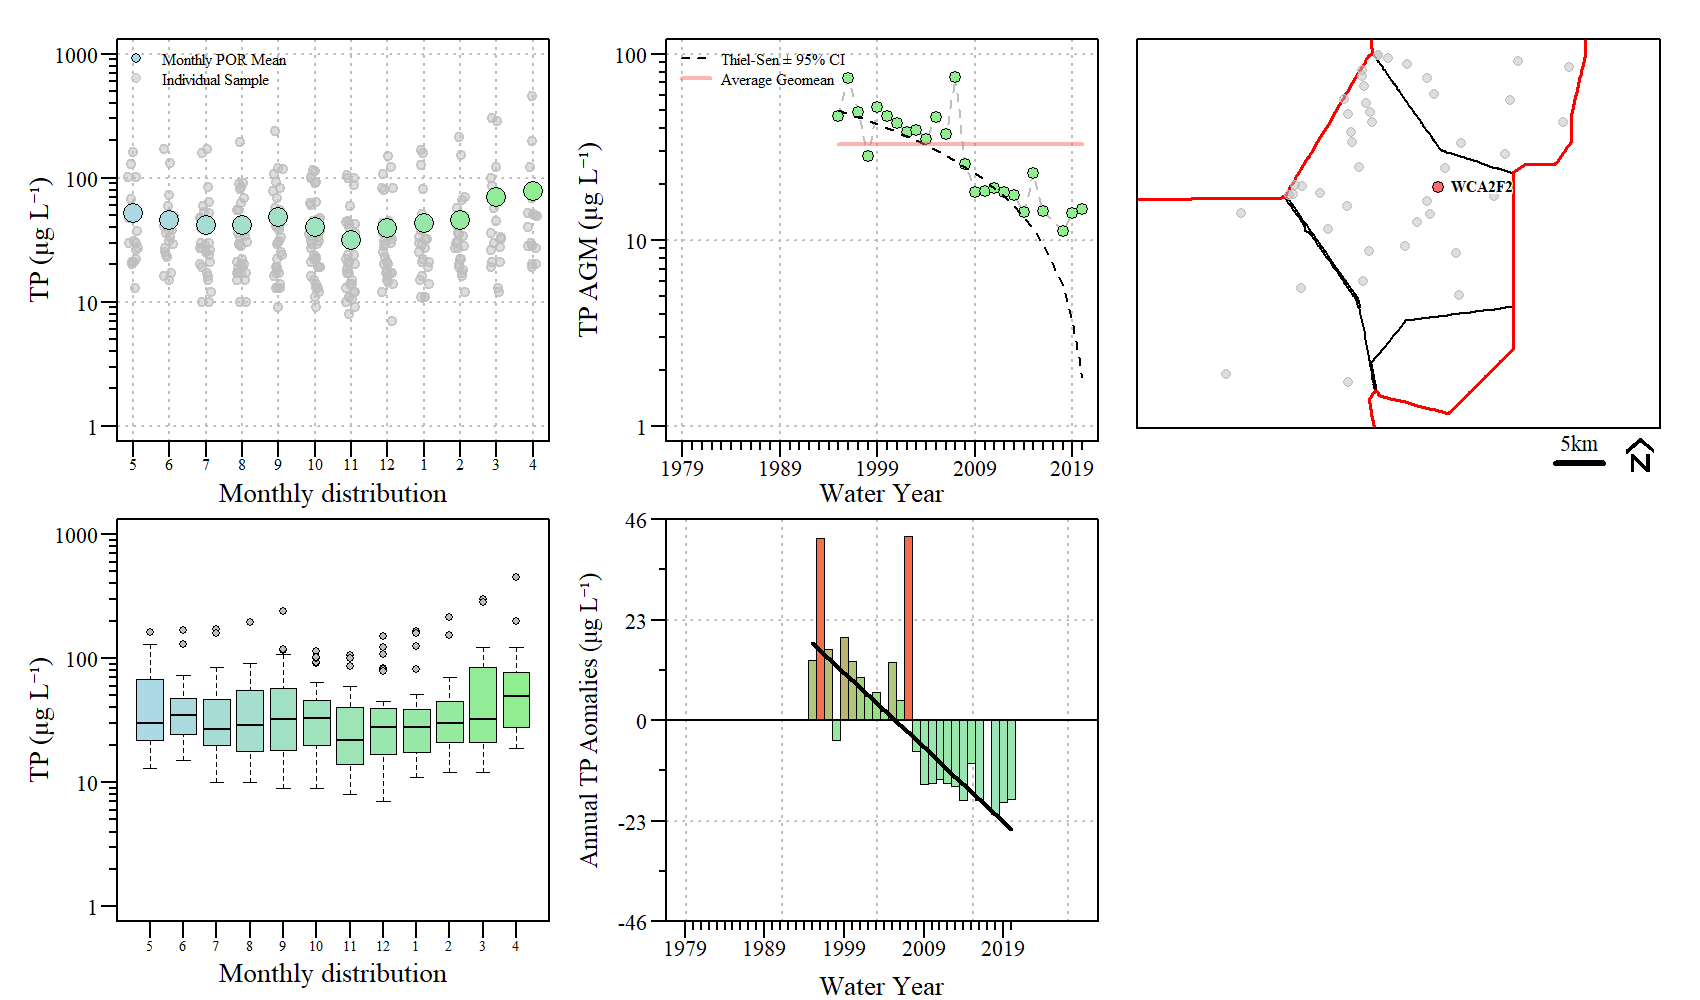 1000
100
10
1
TP (µg L⁻¹)
Monthly POR Mean
Individual Sample
5 6 7 8 9 10 11 12 1 2 3 4
Monthly distribution
100
10
1
TP AGM (µg L⁻¹)
Thiel-Sen ± 95% CI
Average Geomean
1979 1989 1999 2009 2019
Water Year
WCA2F2
5km
N
1000
100
10
1
TP (µg L⁻¹)
5 6 7 8 9 10 11 12 1 2 3 4
Monthly distribution
46
23
0
-23
-46
Annual TP Aomalies (µg L⁻¹)
1979 1989 1999 2009 2019
Water Year